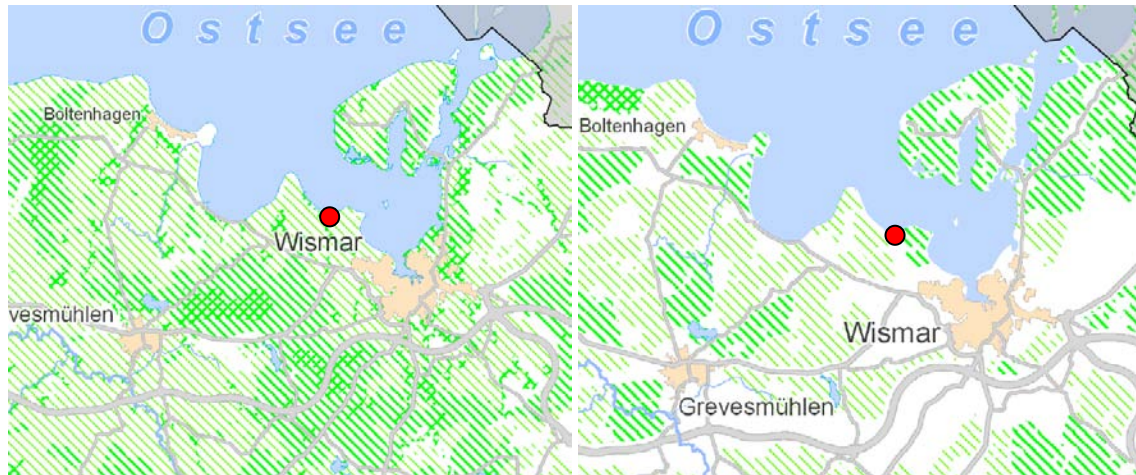 Ostsee
Boltenhagen
Wismar
vesmühlen
Ostsee
Boltenhagen
Wismar
Grevesmühlen